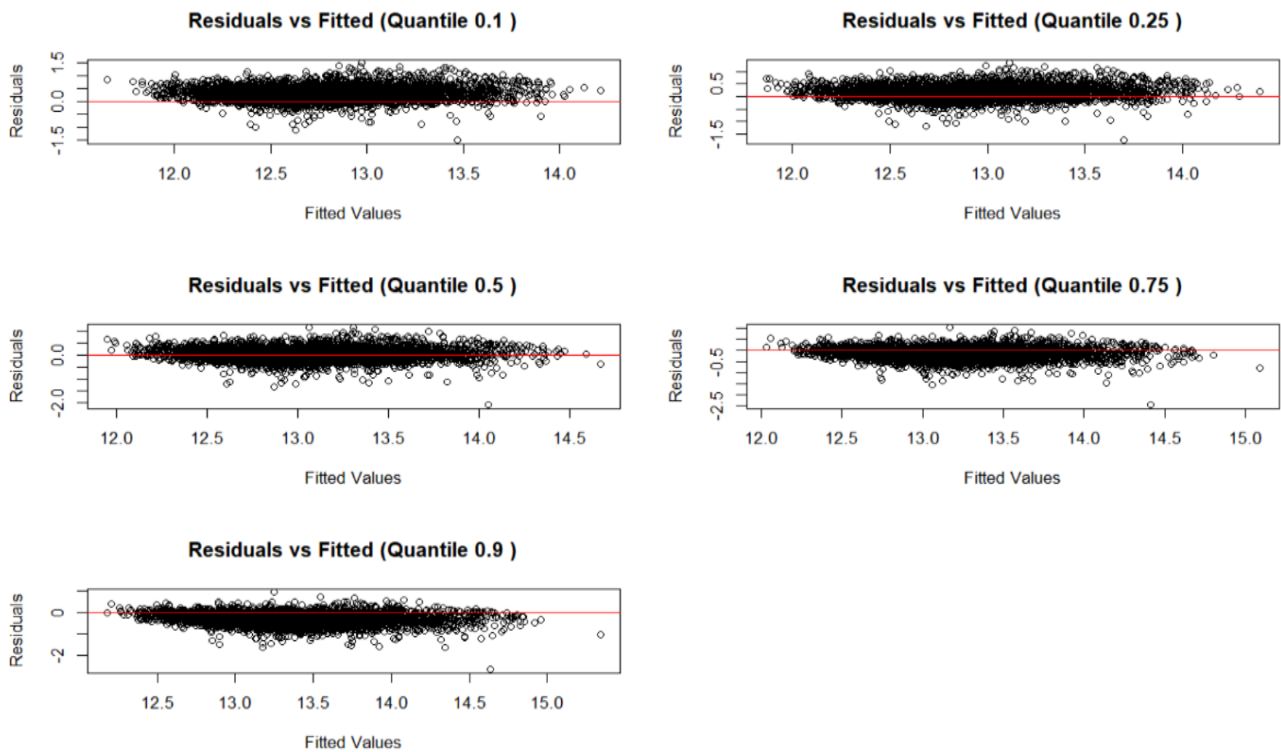 Residuals vs Fitted (Quantile 0.1 )
Residuals
1.5
0.0
-1.5
12.0 12.5 13.0 13.5 14.0
Fitted Values
Residuals vs Fitted (Quantile 0.25 )
Residuals
0.5
-1.5
12.0 12.5 13.0 13.5 14.0
Fitted Values
Residuals vs Fitted (Quantile 0.5 )
Residuals
0.0
-2.0
12.0 12.5 13.0 13.5 14.0 14.5
Fitted Values
Residuals vs Fitted (Quantile 0.75 )
Residuals
-0.5
-2.5
12.0 12.5 13.0 13.5 14.0 14.5 15.0
Fitted Values
Residuals vs Fitted (Quantile 0.9 )
Residuals
0
-2
12.5 13.0 13.5 14.0 14.5 15.0
Fitted Values